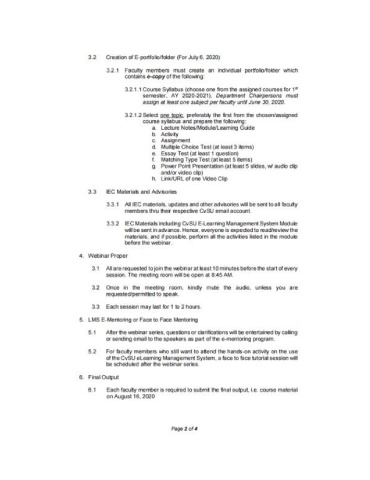 3.2 Creation of E-portfolio/folder (For July 6, 2020)
3.2.1 Faculty members must create an individual portfolio/folder which
contains e-copy of the following:
3.2.1.1 Course Syllabus (choose one from the assigned courses for 1st
semester, AY 2020-2021). Department Chairpersons must
assign at least one subject per faculty until June 30, 2020.
3.2.1.2 Select one topic, preferably the first from the chosen/assigned
course syllabus and prepare the following:
a. Lecture Notes/Module/Learning Guide
b. Activity
c. Assignment
d. Multiple Choice Test (at least 3 items)
e. Essay Test (at least 1 question)
f. Matching Type Test (at least 5 items)
g. Power Point Presentation (at least 5 slides, w/ audio clip
and/or video clip)
h. Link/URL of one Video Clip
3.3 IEC Materials and Advisories
3.3.1 All IEC materials, updates and other advisories will be sent to all faculty
members thru their respective CvSU email account.
3.3.2 IEC Materials including CvSU E-Learning Management System Module
will be sent in advance. Hence, everyone is expected to read/review the
materials, and if possible, perform all the activities listed in the module
before the webinar.
4. Webinar Proper
3.1 All are requested to join the webinar at least 10 minutes before the start of every
session. The meeting room will be open at 8:45 AM.
3.2 Once in the meeting room, kindly mute the audio, unless you are
requested/permitted to speak.
3.3 Each session may last for 1 to 2 hours.
5. LMS E-Mentoring or Face to Face Mentoring
5.1 After the webinar series, questions or clarifications will be entertained by calling
or sending email to the speakers as part of the e-mentoring program.
5.2 For faculty members who still want to attend the hands-on activity on the use
of the CvSU eLearning Management System, a face to face tutorial session will
be scheduled after the webinar series.
6. Final Output
6.1 Each faculty member is required to submit the final output, i.e. course material
on August 16, 2020
Page 2 of 4